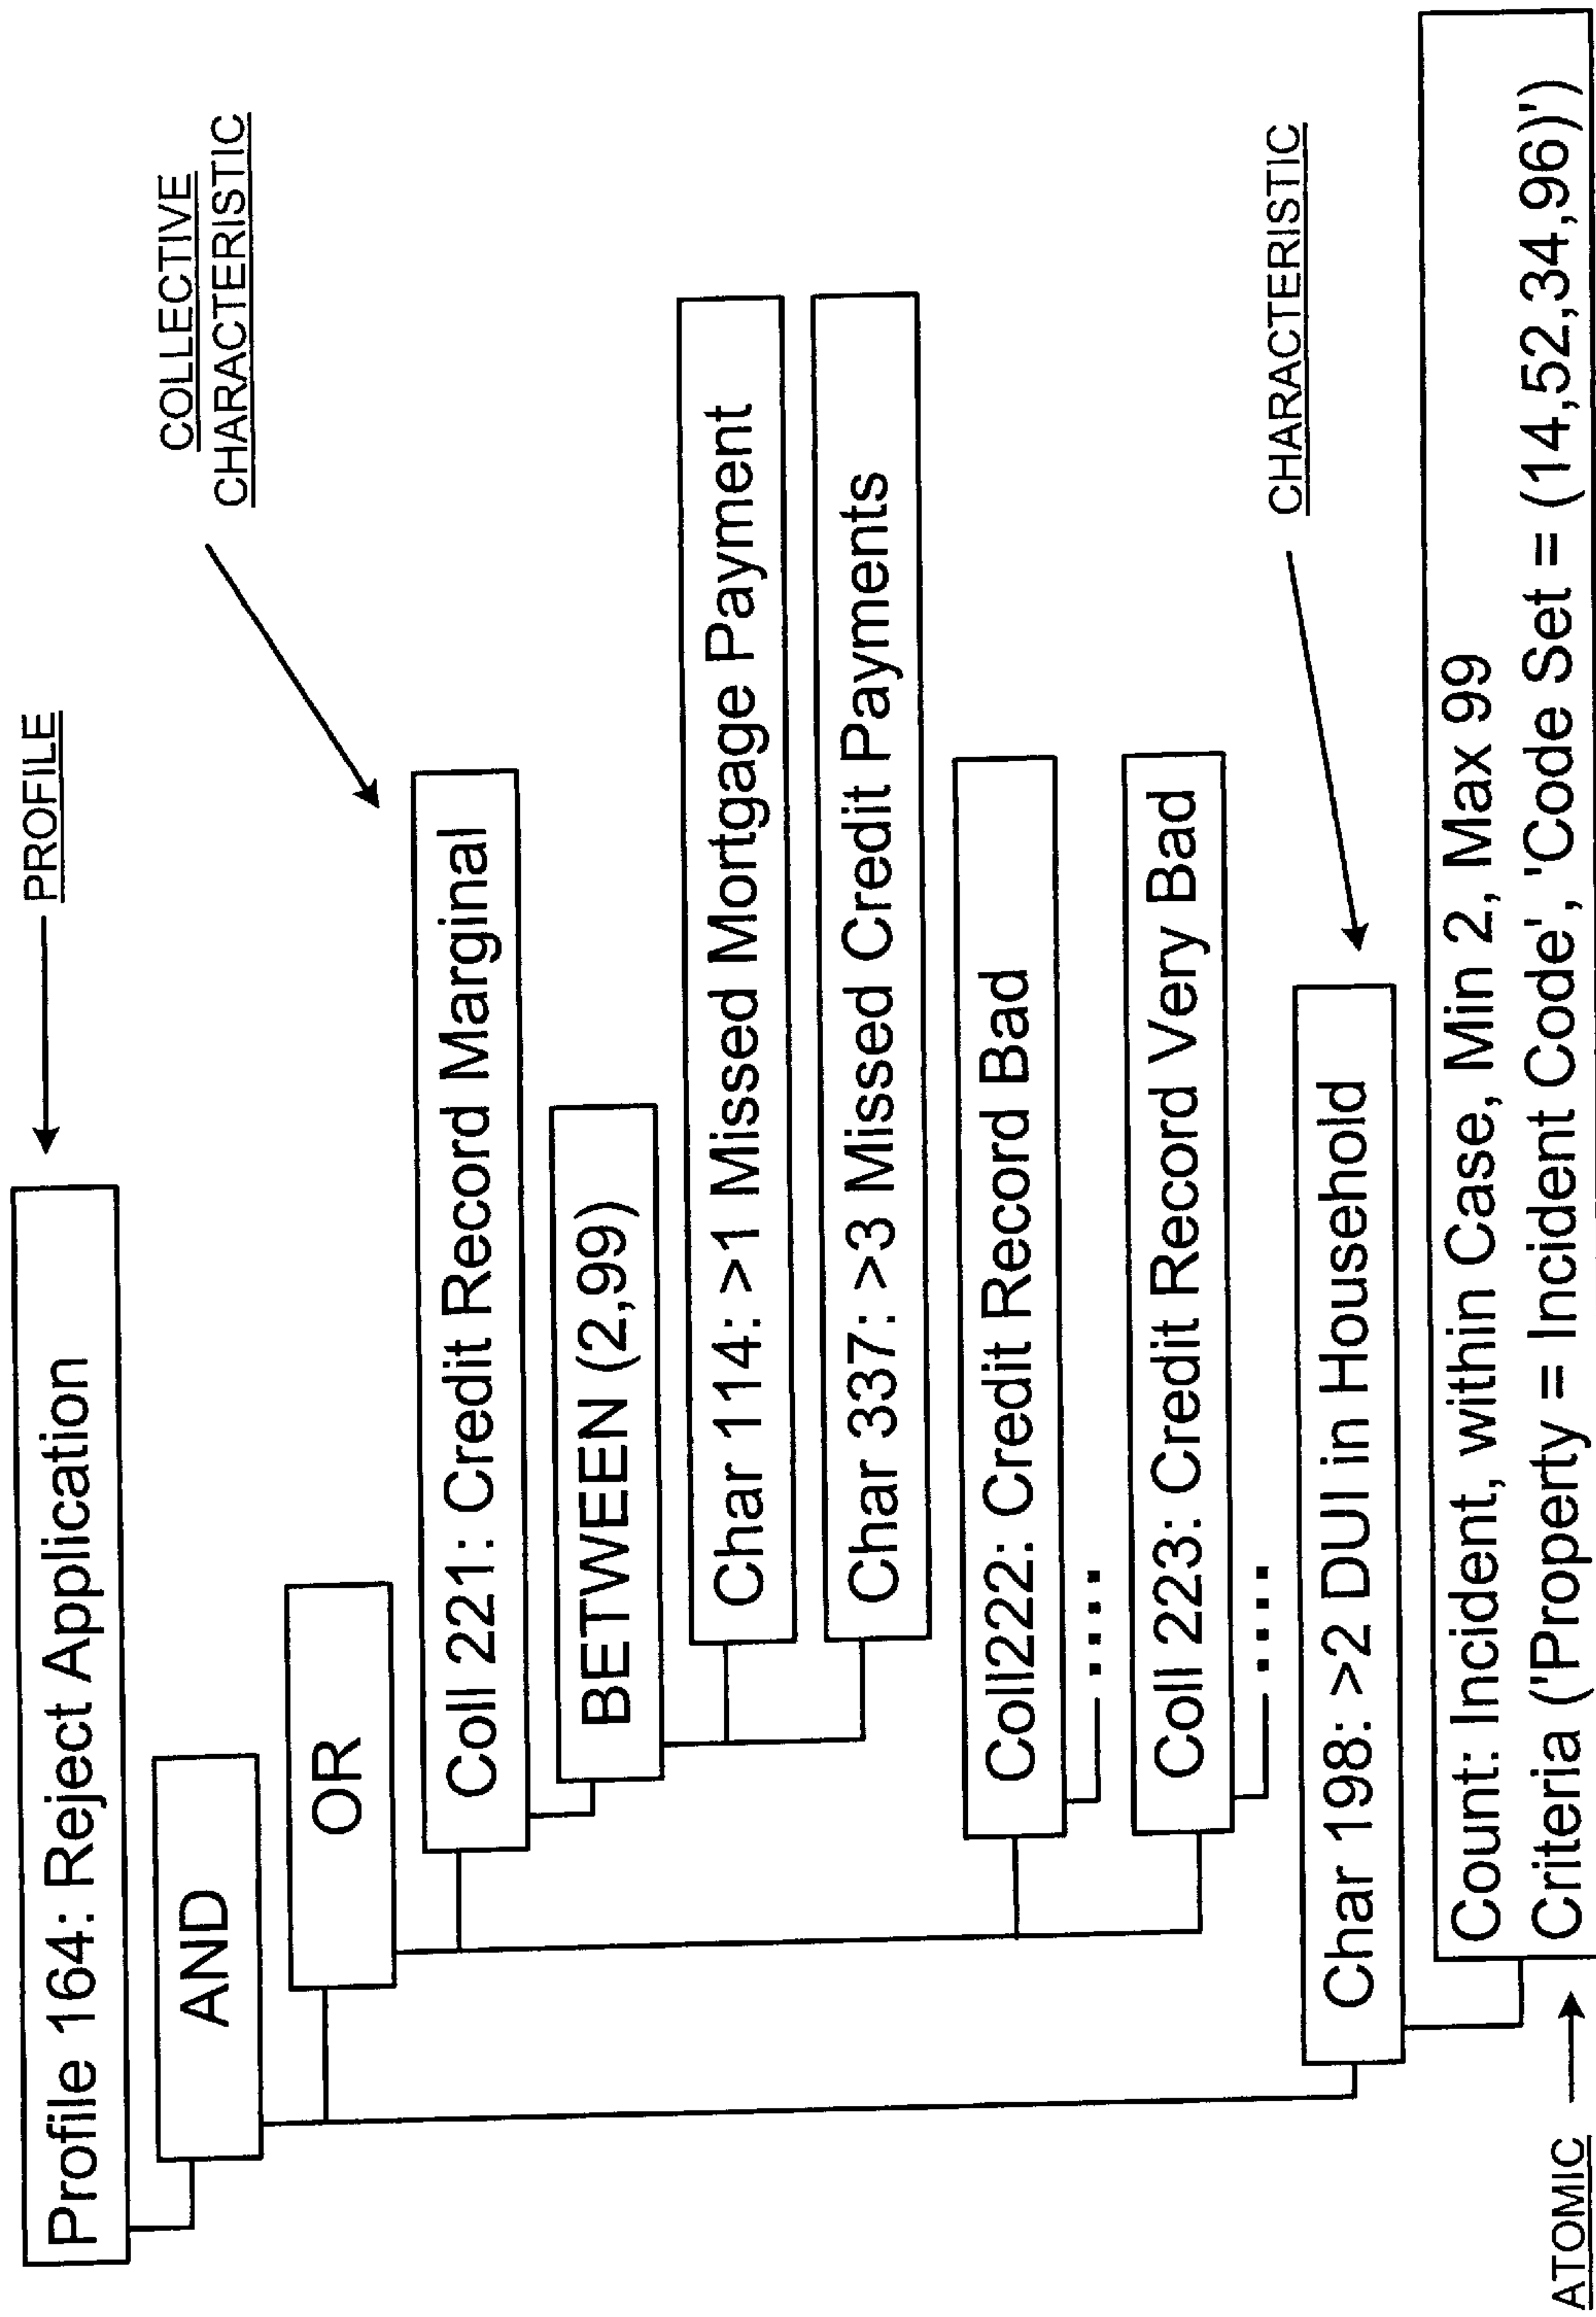 Profile 164: Reject Application
PROFILE
AND
OR
COLLECTIVE
CHARACTERISTIC
Coll 221: Credit Record Marginal
BETWEEN (2,99)
Char 114: >1 Missed Mortgage Payment
Char 337: >3 Missed Credit Payments
Coll222: Credit Record Bad
Coll 223: Credit Record Very Bad
CHARACTERISTIC
Char 198: >2 DUI in Household
Count: Incident, within Case, Min 2, Max 99
Criteria ('Property = Incident Code', 'Code Set = (14,52,34,96)')
ATOMIC